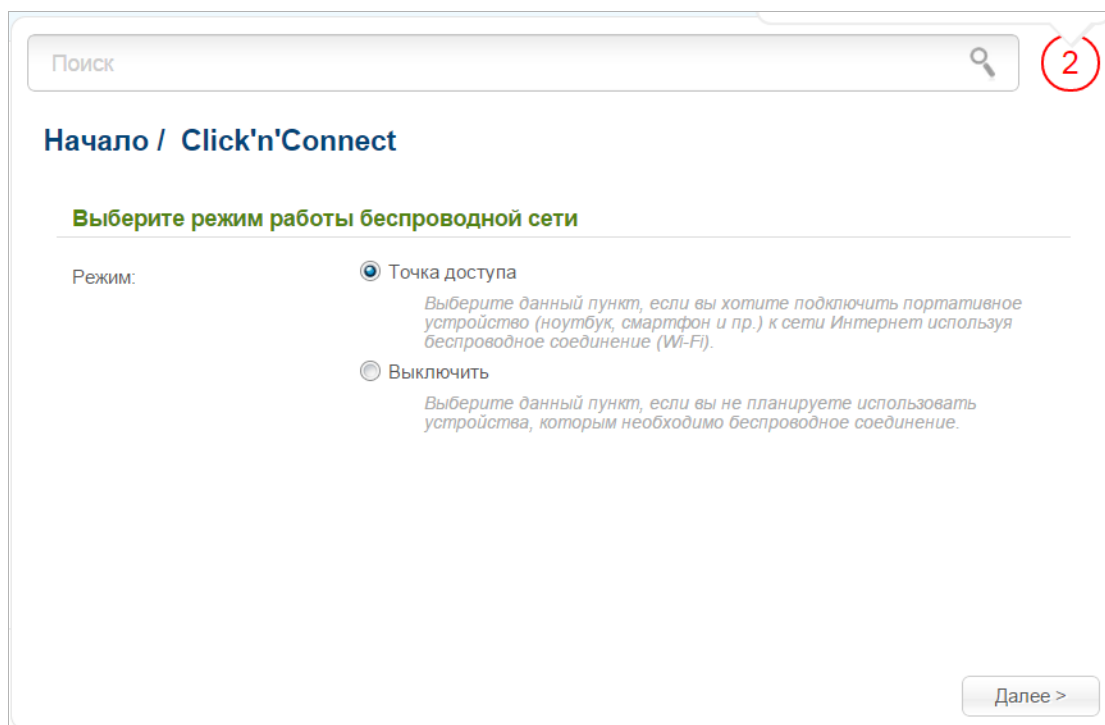 Поиск
2
Начало / Click'n'Connect
Выберите режим работы беспроводной сети
Режим:
Точка доступа
Выберите данный пункт, если вы хотите подключить портативное
устройство (ноутбук, смартфон и пр.) к сети Интернет используя
беспроводное соединение (Wi-Fi).
Выключить
Выберите данный пункт, если вы не планируете использовать
устройства, которым необходимо беспроводное соединение.
Далее >